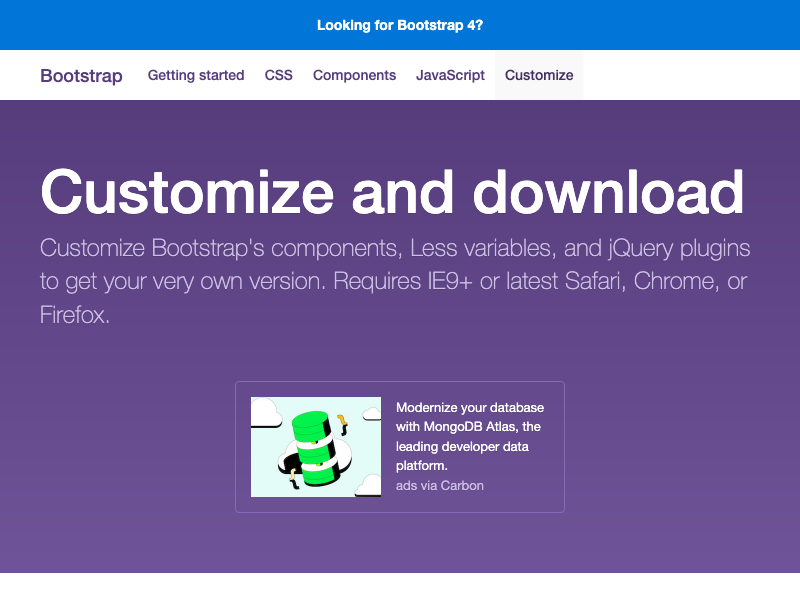 Looking for Bootstrap 4?
Bootstrap Getting started CSS Components JavaScript Customize
Customize and download
Customize Bootstrap's components, Less variables, and jQuery plugins
to get your very own version. Requires IE9+ or latest Safari, Chrome, or
Firefox.
Modernize your database
with MongoDB Atlas, the
leading developer data
platform.
ads via Carbon